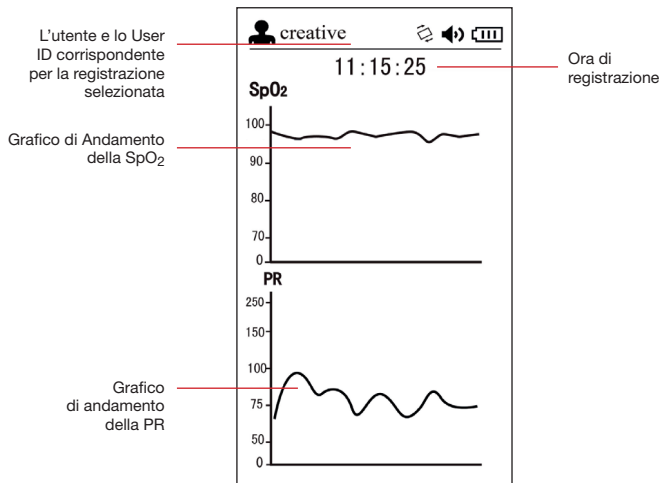 L'utente e lo User
ID corrispondente
per la registrazione
selezionata
creative
11:15:25
Ora di
registrazione
SpO2
Grafico di Andamento
della SpO2
100
90
80
70
0
PR
250
150
100
75
50
0
Grafico
di andamento
della PR